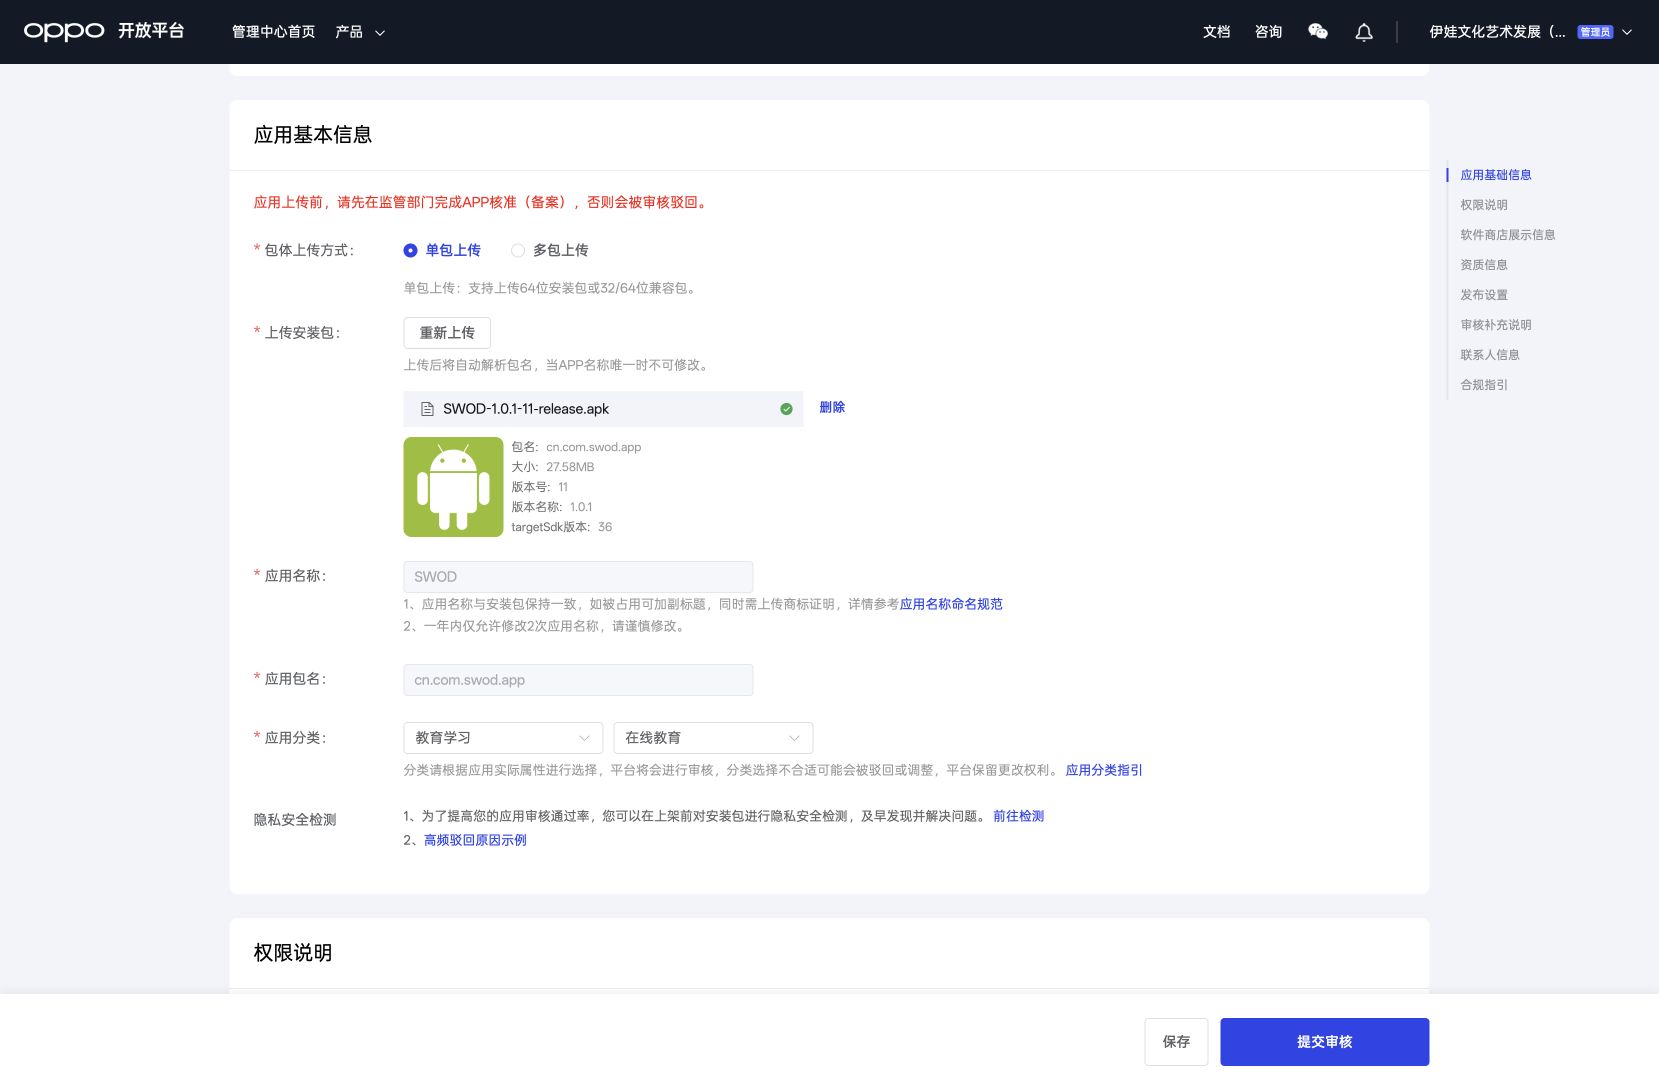 oppo 开放平台
管理中心首页
产品
文档
咨询
伊娃文化艺术发展（...
管理员
应用基本信息
应用上传前，请先在监管部门完成APP核准（备案），否则会被审核驳回。
* 包体上传方式：
单包上传
多包上传
单包上传：支持上传64位安装包或32/64位兼容包。
* 上传安装包：
重新上传
上传后将自动解析包名，当APP名称唯一时不可修改。
SWOD-1.0.1-11-release.apk
删除
包名：cn.com.swod.app
大小：27.58MB
版本号：11
版本名称：1.0.1
targetSdk版本：36
* 应用名称：
SWOD
1、应用名称与安装包保持一致，如被占用可加副标题，同时需上传商标证明，详情参考应用名称命名规范
2、一年内仅允许修改2次应用名称，请谨慎修改。
* 应用包名：
cn.com.swod.app
* 应用分类：
教育学习
在线教育
分类请根据应用实际属性进行选择，平台将会进行审核，分类选择不合适可能会被驳回或调整，平台保留更改权利。 应用分类指引
隐私安全检测
1、为了提高您的应用审核通过率，您可以在上架前对安装包进行隐私安全检测，及早发现并解决问题。 前往检测
2、高频驳回原因示例
权限说明
应用基础信息
权限说明
软件商店展示信息
资质信息
发布设置
审核补充说明
联系人信息
合规指引
保存
提交审核